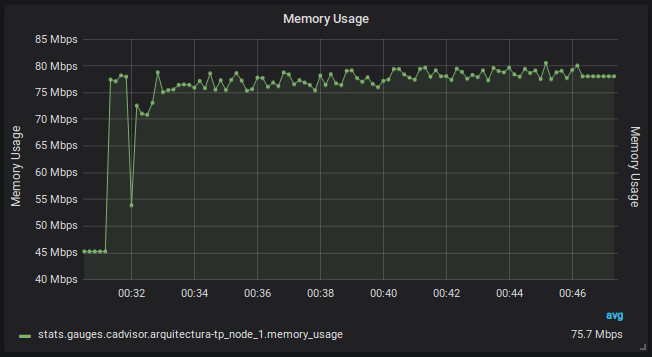 Memory Usage
85 Mbps
80 Mbps
75 Mbps
70 Mbps
65 Mbps
60 Mbps
55 Mbps
50 Mbps
45 Mbps
40 Mbps
Memory Usage
Memory Usage
00:32 00:34 00:36 00:38 00:40 00:42 00:44 00:46
avg
stats.gauges.cadvisor.arquitectura-tp_node_1.memory_usage 75.7 Mbps